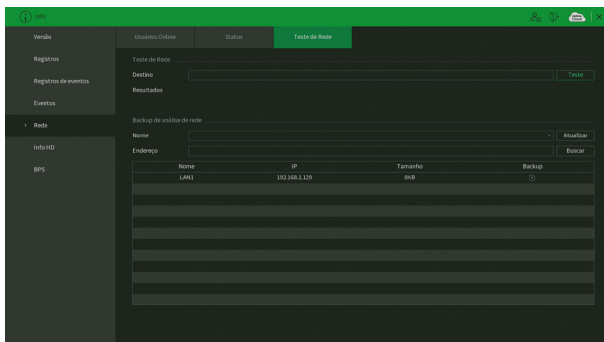 Info
Versão
Registros
Registros de eventos
Eventos
Rede
Info HD
BPS
Usuários Online Status Teste de Rede
Teste de Rede
Destino Teste
Resultados
Backup de análise de rede
Nome Atualizar
Endereço Buscar
Nome IP Tamanho Backup
LAN1 192.168.1.129 0KB